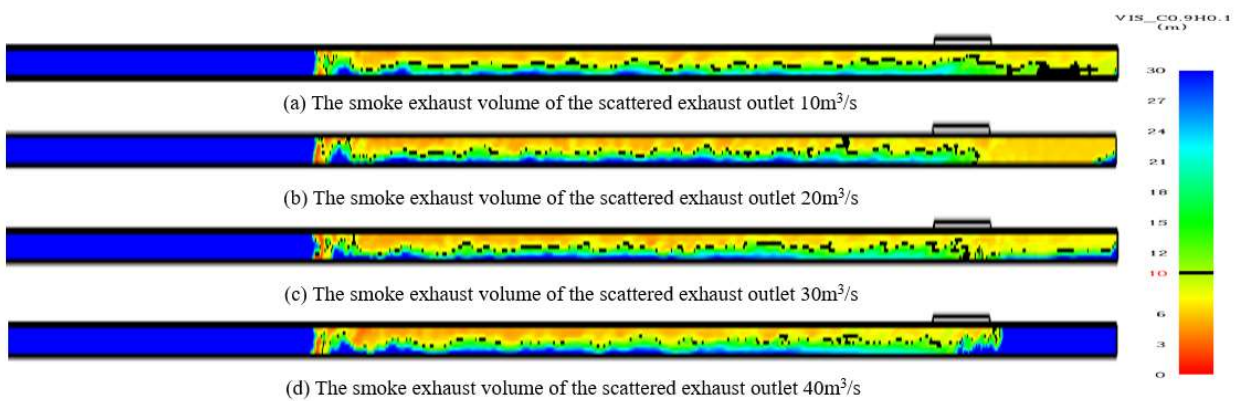 VIS_C0.9H0.1
(m)
30
27
24
21
18
15
12
10
6
3
0
(a) The smoke exhaust volume of the scattered exhaust outlet 10m³/s
(b) The smoke exhaust volume of the scattered exhaust outlet 20m³/s
(c) The smoke exhaust volume of the scattered exhaust outlet 30m³/s
(d) The smoke exhaust volume of the scattered exhaust outlet 40m³/s